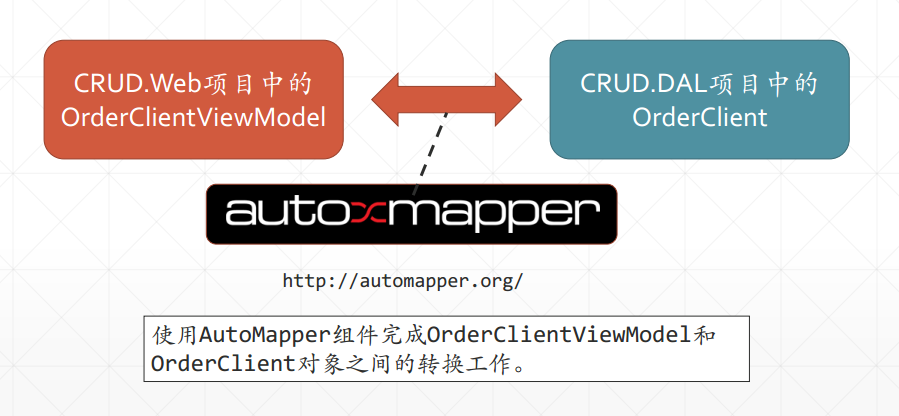 CRUD.Web项目中的
OrderClientViewModel
CRUD.DAL项目中的
OrderClient
automapper
http://automapper.org/
使用AutoMapper组件完成OrderClientViewModel和
OrderClient对象之间的转换工作。